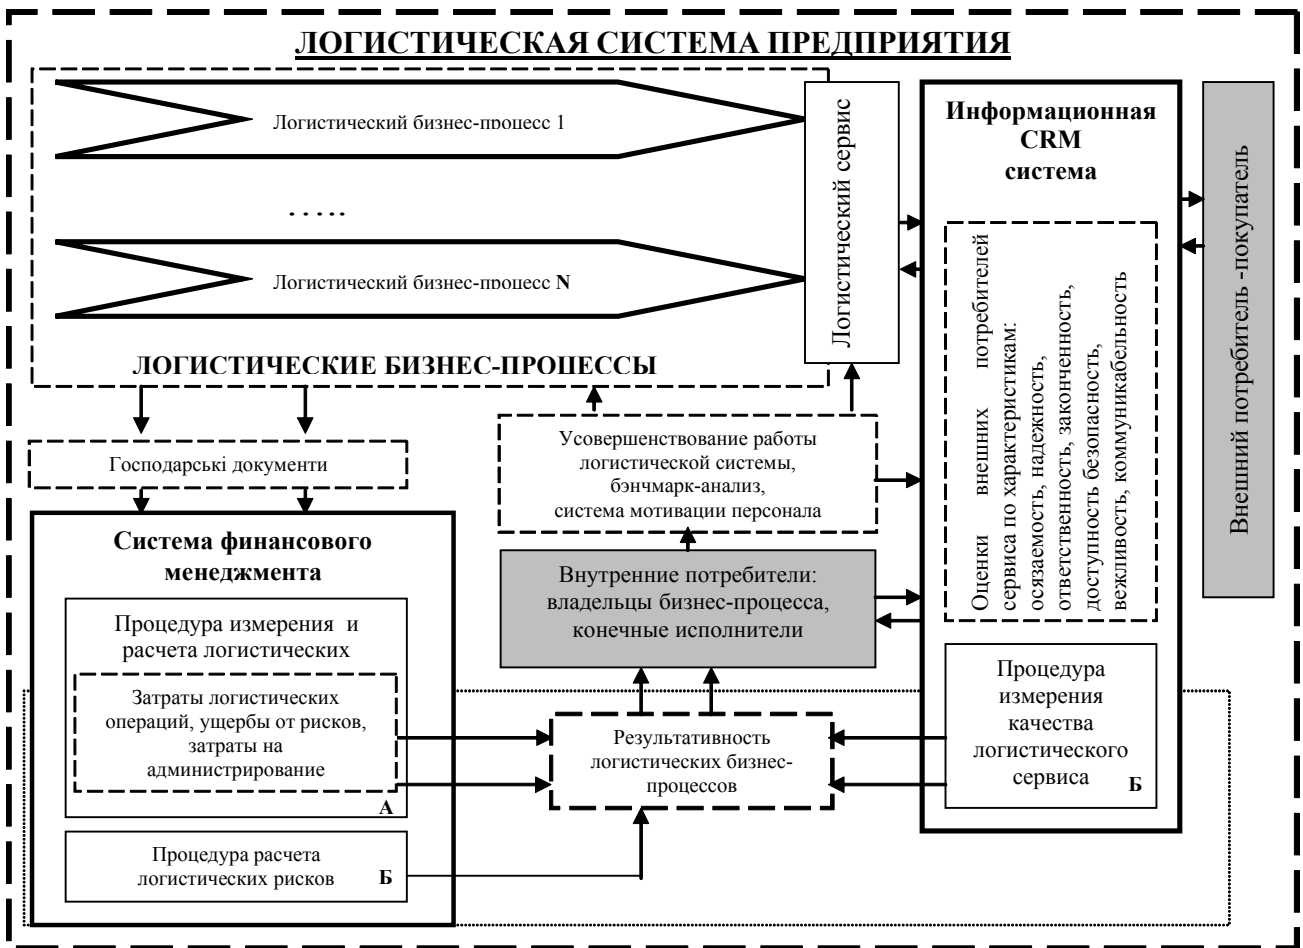 ЛОГИСТИЧЕСКАЯ СИСТЕМА ПРЕДПРИЯТИЯ
Логистический бизнес-процесс 1
. . . . .
Логистический бизнес-процесс N
ЛОГИСТИЧЕСКИЕ БИЗНЕС-ПРОЦЕССЫ
Логистический сервис
Информационная
CRM
система
Оценки внешних потребителей
сервиса по характеристикам:
осязаемость, надежность,
ответственность, законченность,
доступность безопасность,
вежливость, коммуникабельность
Внешний потребитель -покупатель
Господарські документи
Усовершенствование работы
логистической системы,
бэнчмарк-анализ,
система мотивации персонала
Система финансового
менеджмента
Внутренние потребители:
владельцы бизнес-процесса,
конечные исполнители
Процедура измерения и
расчета логистических
Затраты логистических
операций, ущербы от рисков,
затраты на
администрирование
А
Результативность
логистических бизнес-
процессов
Процедура
измерения
качества
логистического
сервиса
Б
Процедура расчета
логистических рисков
Б